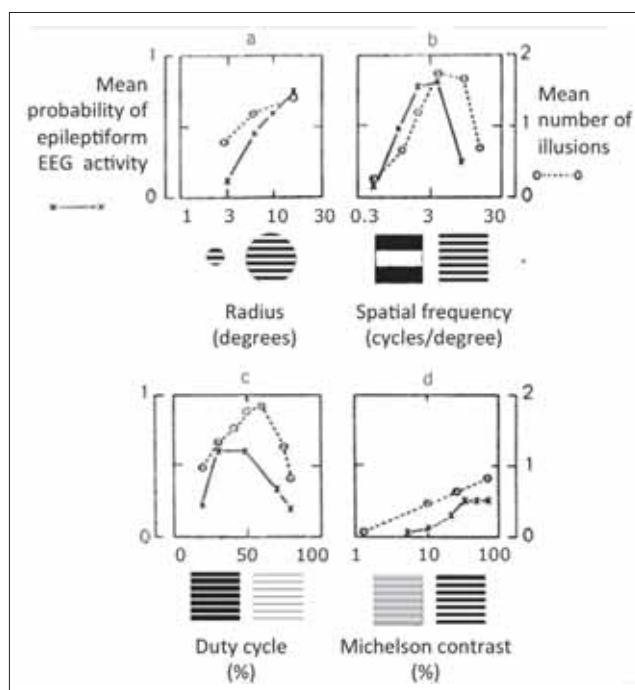 a
b
1
2
Mean
probability of
epileptiform
EEG activity
Mean
number of
illusions
1
0
0
1 3 10 30
0.3 3 30
Radius
(degrees)
Spatial frequency
(cycles/degree)
c
d
1
2
1
0
0
0 50 100
1 10 100
Duty cycle
(%)
Michelson contrast
(%)